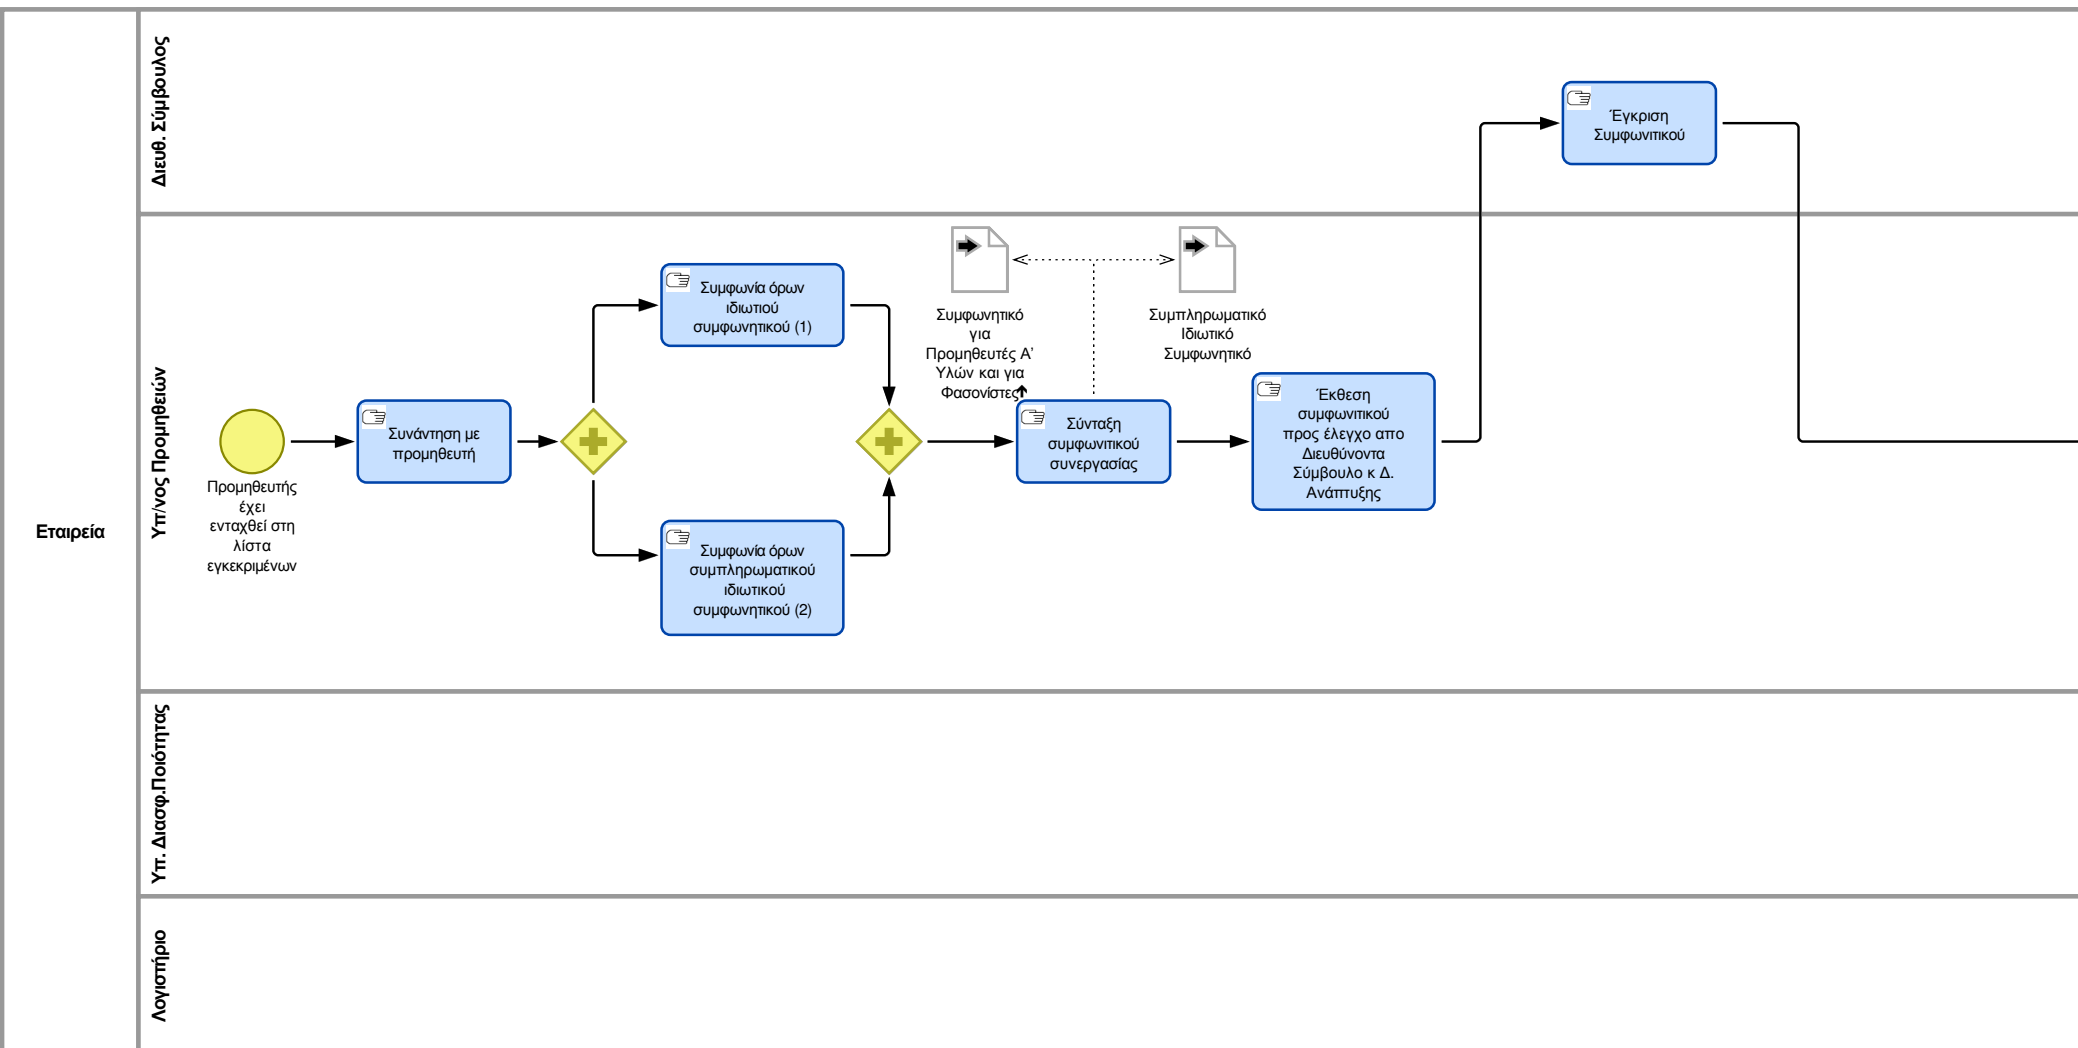 Εταιρεία
Διευθ. Σύμβουλος
Έγκριση
Συμφωνιτικού
Υπ/νος Προμηθειών
Προμηθευτής
έχει
ενταχθεί στη
λίστα
εγκεκριμένων
Συνάντηση με
προμηθευτή
Συμφωνία όρων
ιδιωτιού
συμφωνητικού (1)
Συμφωνία όρων
συμπληρωματικού
ιδιωτικού
συμφωνητικού (2)
Συμφωνητικό
για
Προμηθευτές Α'
Υλών και για
Φασονίστες
Συμπληρωματικό
Ιδιωτικό
Συμφωνητικό
Σύνταξη
συμφωνιτικού
συνεργασίας
Έκθεση
συμφωνιτικού
προς έλεγχο απο
Διευθύνοντα
Σύμβουλο κ Δ.
Ανάπτυξης
Υπ. Διασφ.Ποιότητας
Λογιστήριο